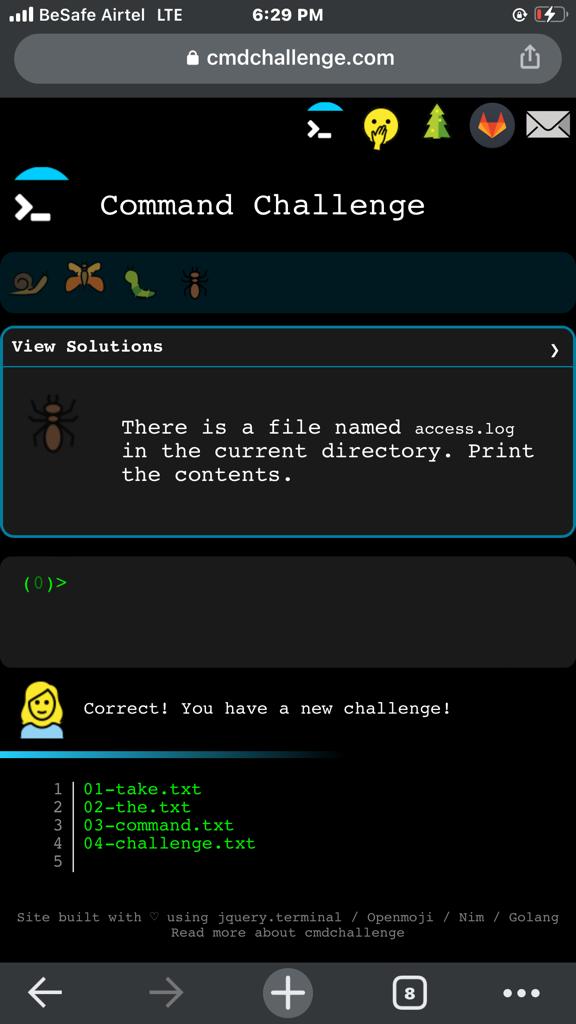 BeSafe Airtel LTE 6:29 PM
cmdchallenge.com
Command Challenge
View Solutions
There is a file named access.log
in the current directory. Print
the contents.
(0)>
Correct! You have a new challenge!
1 01-take.txt
2 02-the.txt
3 03-command.txt
4 04-challenge.txt
5
Site built with ♡ using jquery.terminal / Openmoji / Nim / Golang
Read more about cmdchallenge
8